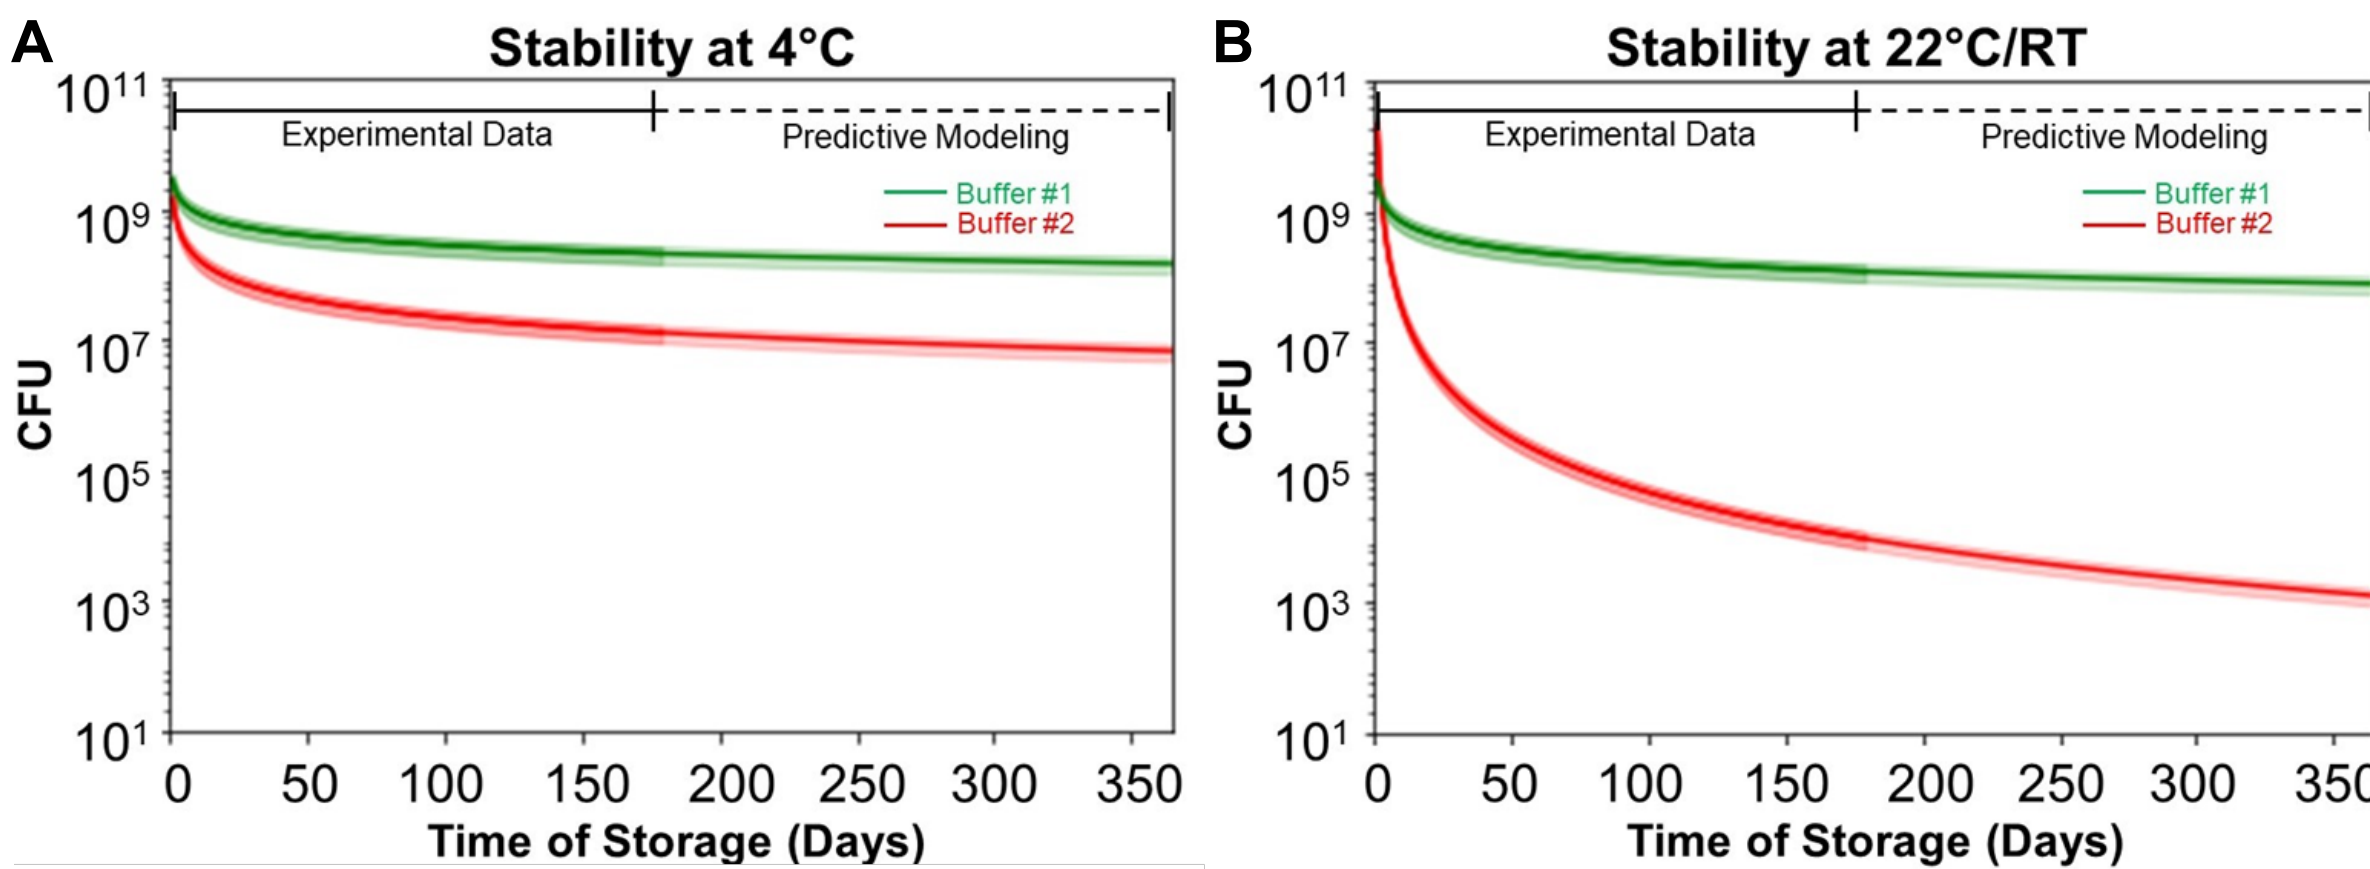 A
Stability at 4°C
10¹¹
10⁹
10⁷
10⁵
10³
10¹
CFU
Experimental Data
Predictive Modeling
Buffer #1
Buffer #2
0 50 100 150 200 250 300 350
Time of Storage (Days)
B
Stability at 22°C/RT
10¹¹
10⁹
10⁷
10⁵
10³
10¹
CFU
Experimental Data
Predictive Modeling
Buffer #1
Buffer #2
0 50 100 150 200 250 300 350
Time of Storage (Days)